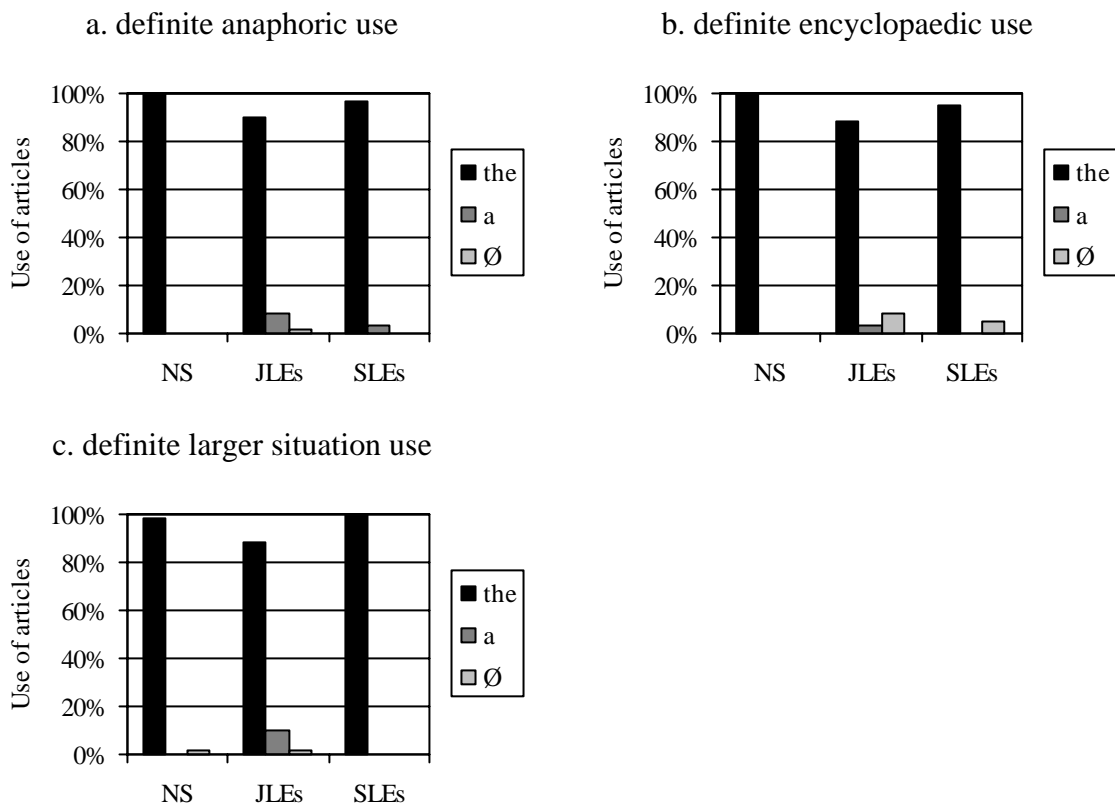 a. definite anaphoric use
100%
80%
60%
40%
20%
0%
Use of articles
NS JLEs SLEs
the
a
Ø
b. definite encyclopaedic use
100%
80%
60%
40%
20%
0%
Use of articles
NS JLEs SLEs
the
a
Ø
c. definite larger situation use
100%
80%
60%
40%
20%
0%
Use of articles
NS JLEs SLEs
the
a
Ø